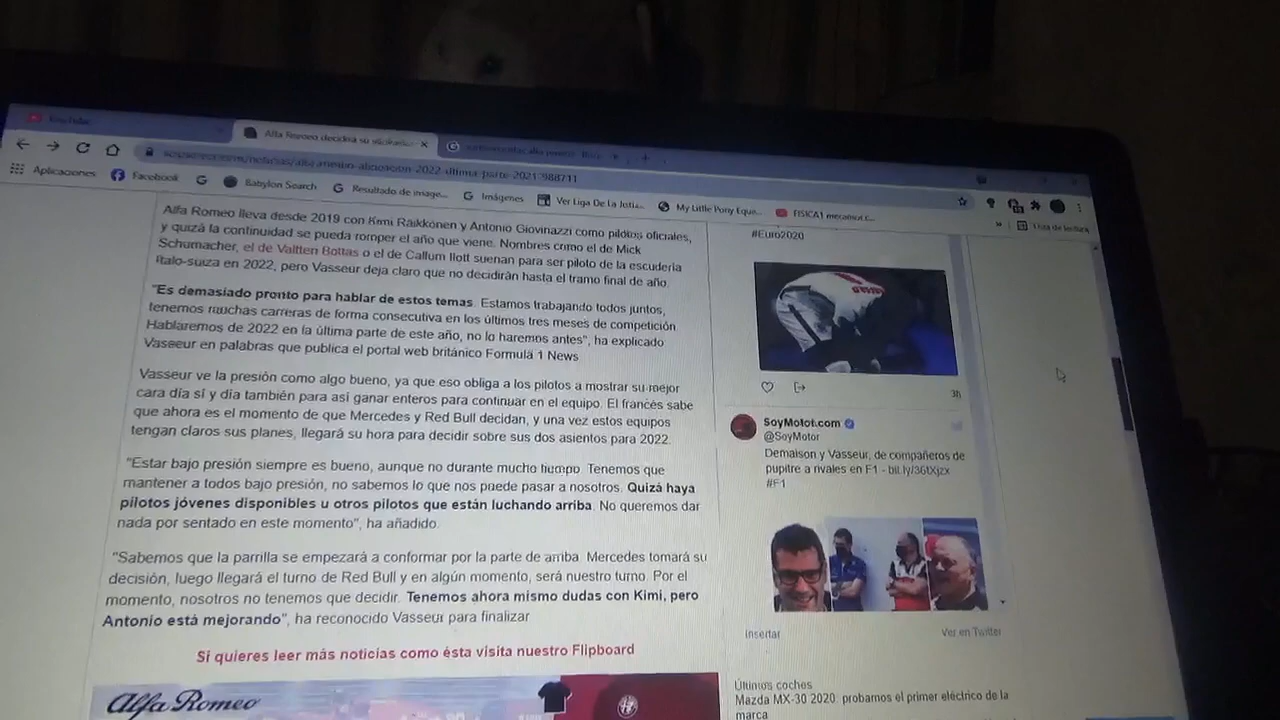 YouTube
Alfa Romeo decidirá su
Aplicaciones
Facebook
Babylon Search
Resultado de image...
Imágenes
Ver Liga De La Justi...
My Little Pony Eque...
FISICA1
»
Lista de lectura
Alfa Romeo lleva desde 2019 con Kimi Räikkönen y Antonio Giovinazzi como pilotos oficiales,
y quizá la continuidad se pueda romper el año que viene. Nombres como el de Mick
Schumacher, el de Valtteri Bottas o el de Callum Ilott suenan para ser piloto de la escudería
italo-suiza en 2022, pero Vasseur deja claro que no decidirán hasta el tramo final de año.
"Es demasiado pronto para hablar de estos temas. Estamos trabajando todos juntos,
tenemos muchas carreras de forma consecutiva en los últimos tres meses de competición.
Hablaremos de 2022 en la última parte de este año, no lo haremos antes", ha explicado
Vasseur en palabras que publica el portal web británico Formula 1 News
Vasseur ve la presión como algo bueno, ya que eso obliga a los pilotos a mostrar su mejor
cara día sí y día también para así ganar enteros para continuar en el equipo. El francés sabe
que ahora es el momento de que Mercedes y Red Bull decidan, y una vez estos equipos
tengan claros sus planes, llegará su hora para decidir sobre sus dos asientos para 2022.
"Estar bajo presión siempre es bueno, aunque no durante mucho tiempo. Tenemos que
mantener a todos bajo presión, no sabemos lo que nos puede pasar a nosotros. Quizá haya
pilotos jóvenes disponibles u otros pilotos que están luchando arriba. No queremos dar
nada por sentado en este momento", ha añadido.
"Sabemos que la parrilla se empezará a conformar por la parte de arriba. Mercedes tomará su
decisión, luego llegará el turno de Red Bull y en algún momento, será nuestro turno. Por el
momento, nosotros no tenemos que decidir. Tenemos ahora mismo dudas con Kimi, pero
Antonio está mejorando", ha reconocido Vasseur para finalizar
Si quieres leer más noticias como ésta visita nuestro Flipboard
Alfa Romeo
#Euro2020
3h
SoyMotor.com
@SoyMotor
Demaison y Vasseur, de compañeros de
pupitre a rivales en F1 - bit.ly/36tXjzx
#F1
Insertar
Ver en Twitter
Últimos coches
Mazda MX-30 2020: probamos el primer eléctrico de la
marca